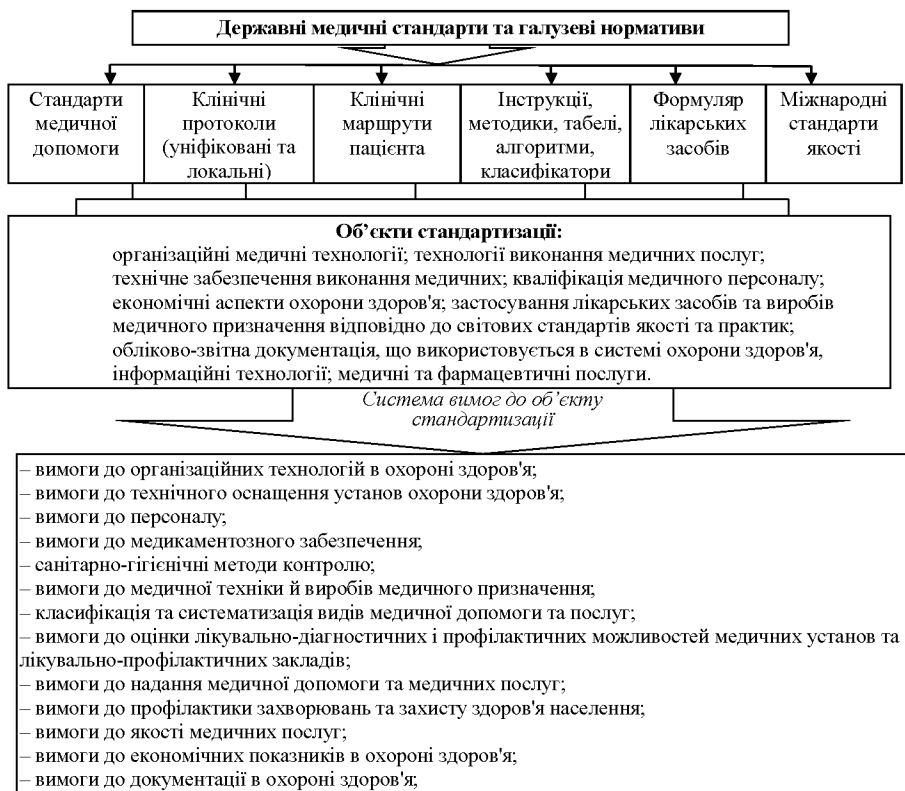 Державні медичні стандарти та галузеві нормативи
Стандарти
медичної
допомоги
Клінічні
протоколи
(уніфіковані та
локальні)
Клінічні
маршрути
пацієнта
Інструкції,
методики, табелі,
алгоритми,
класифікатори
Формуляр
лікарських
засобів
Міжнародні
стандарти
якості
Об’єкти стандартизації:
організаційні медичні технології; технології виконання медичних послуг;
технічне забезпечення виконання медичних; кваліфікація медичного персоналу;
економічні аспекти охорони здоров'я; застосування лікарських засобів та виробів
медичного призначення відповідно до світових стандартів якості та практик;
обліково-звітна документація, що використовується в системі охорони здоров'я,
інформаційні технології; медичні та фармацевтичні послуги.
Система вимог до об’єкту
стандартизації
– вимоги до організаційних технологій в охороні здоров'я;
– вимоги до технічного оснащення установ охорони здоров'я;
– вимоги до персоналу;
– вимоги до медикаментозного забезпечення;
– санітарно-гігієнічні методи контролю;
– вимоги до медичної техніки й виробів медичного призначення;
– класифікація та систематизація видів медичної допомоги та послуг;
– вимоги до оцінки лікувально-діагностичних і профілактичних можливостей медичних установ та
лікувально-профілактичних закладів;
– вимоги до надання медичної допомоги та медичних послуг;
– вимоги до профілактики захворювань та захисту здоров'я населення;
– вимоги до якості медичних послуг;
– вимоги до економічних показників в охороні здоров'я;
– вимоги до документації в охороні здоров'я;